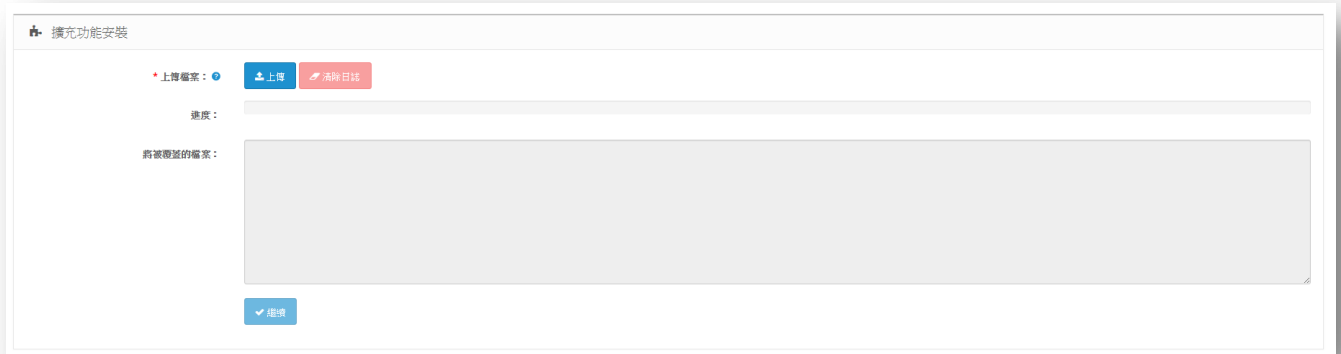 擴充功能安裝
* 上傳檔案：
上傳 清除日誌
進度：
將被覆蓋的檔案：
繼續